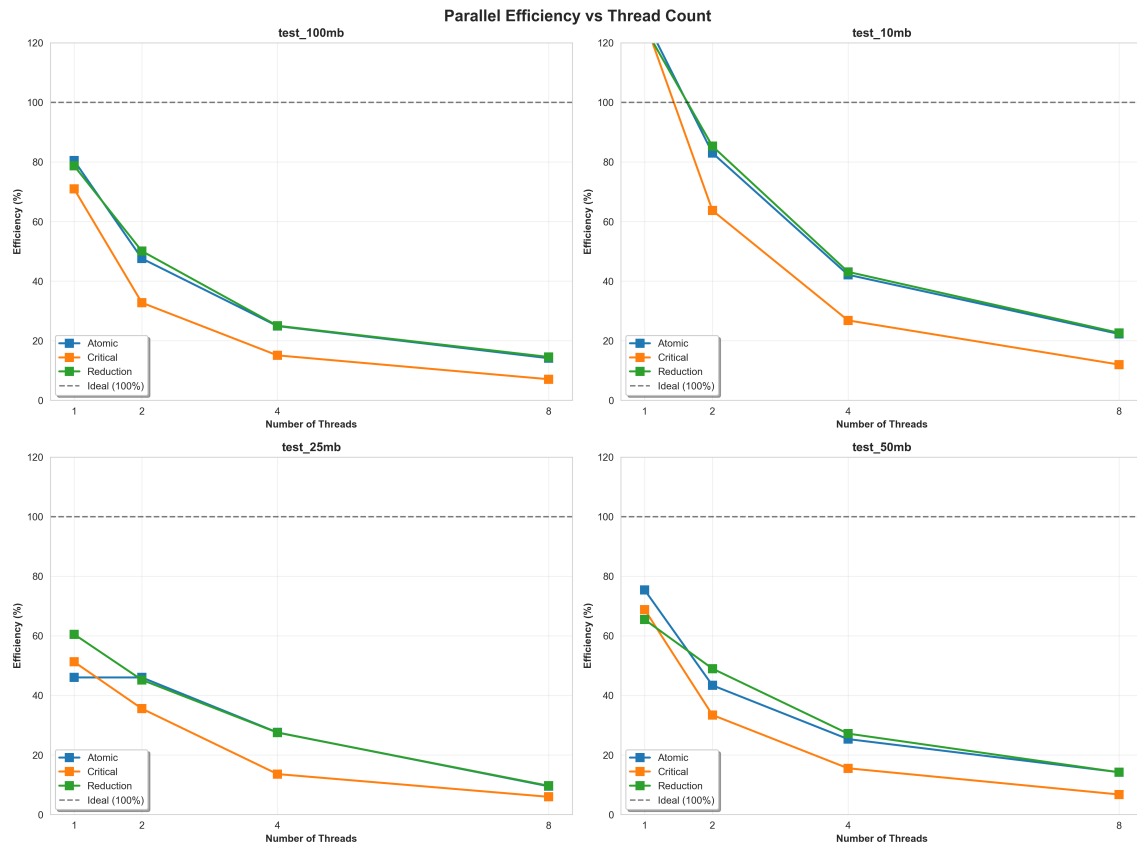 Parallel Efficiency vs Thread Count
test_100mb
120
100
80
60
40
20
0
Efficiency (%)
Atomic
Critical
Reduction
Ideal (100%)
1 2 4 8
Number of Threads
test_10mb
120
100
80
60
40
20
0
Efficiency (%)
Atomic
Critical
Reduction
Ideal (100%)
1 2 4 8
Number of Threads
test_25mb
120
100
80
60
40
20
0
Efficiency (%)
Atomic
Critical
Reduction
Ideal (100%)
1 2 4 8
Number of Threads
test_50mb
120
100
80
60
40
20
0
Efficiency (%)
Atomic
Critical
Reduction
Ideal (100%)
1 2 4 8
Number of Threads